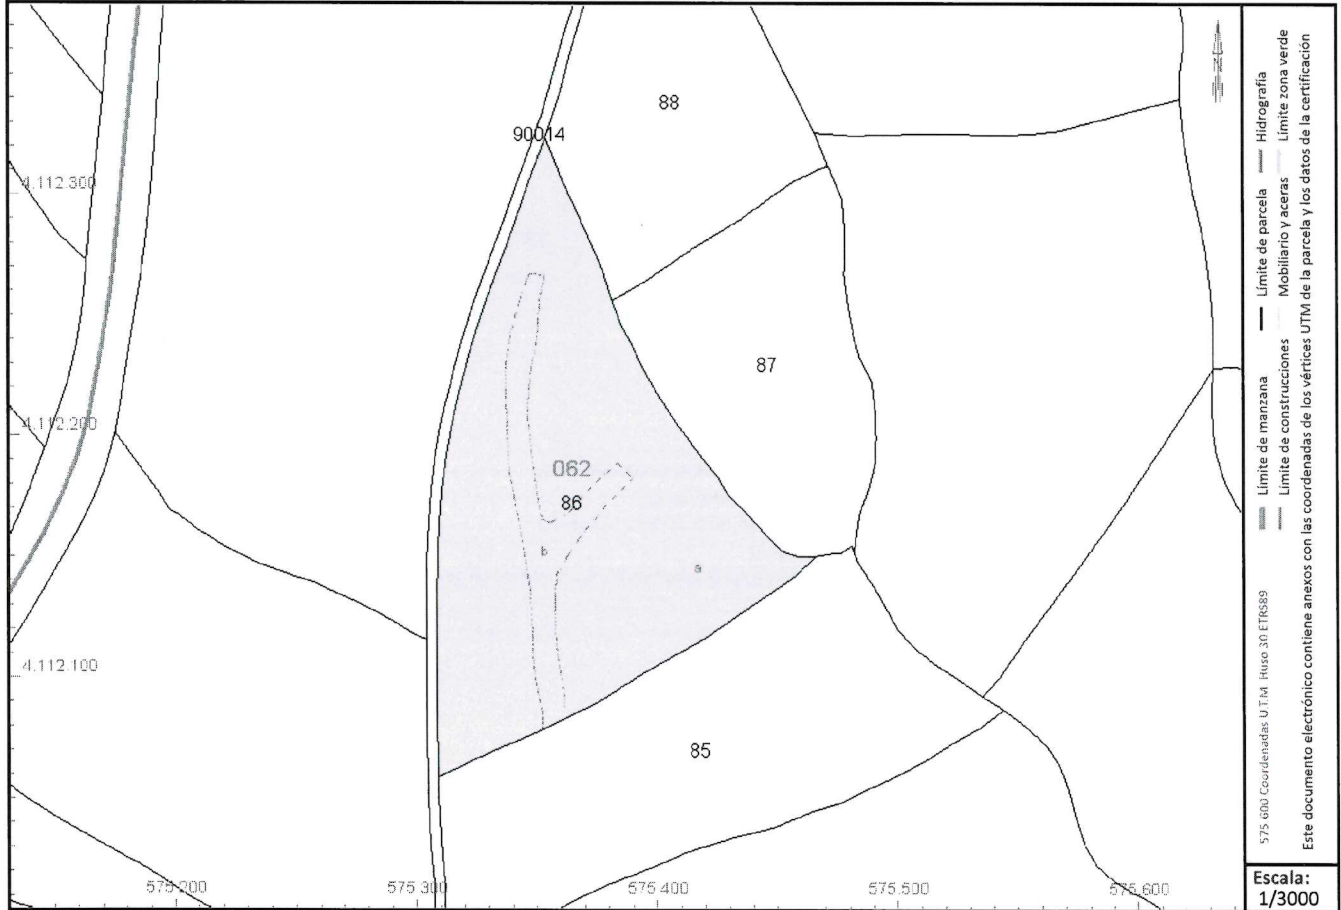 88
90014
4.112.300
87
4.112.200
062
86
b
a
4.112.100
85
575 200
575 300
575 400
575 500
575 600
N
Límite de manzana
Límite de parcela
Hidrografía
Límite de construcciones
Mobiliario y aceras
Límite zona verde
575 600 Coordenadas U.T.M. Huso 30 ETRS89
Este documento electrónico contiene anexos con las coordenadas de los vértices UTM de la parcela y los datos de la certificación
Escala:
1/3000